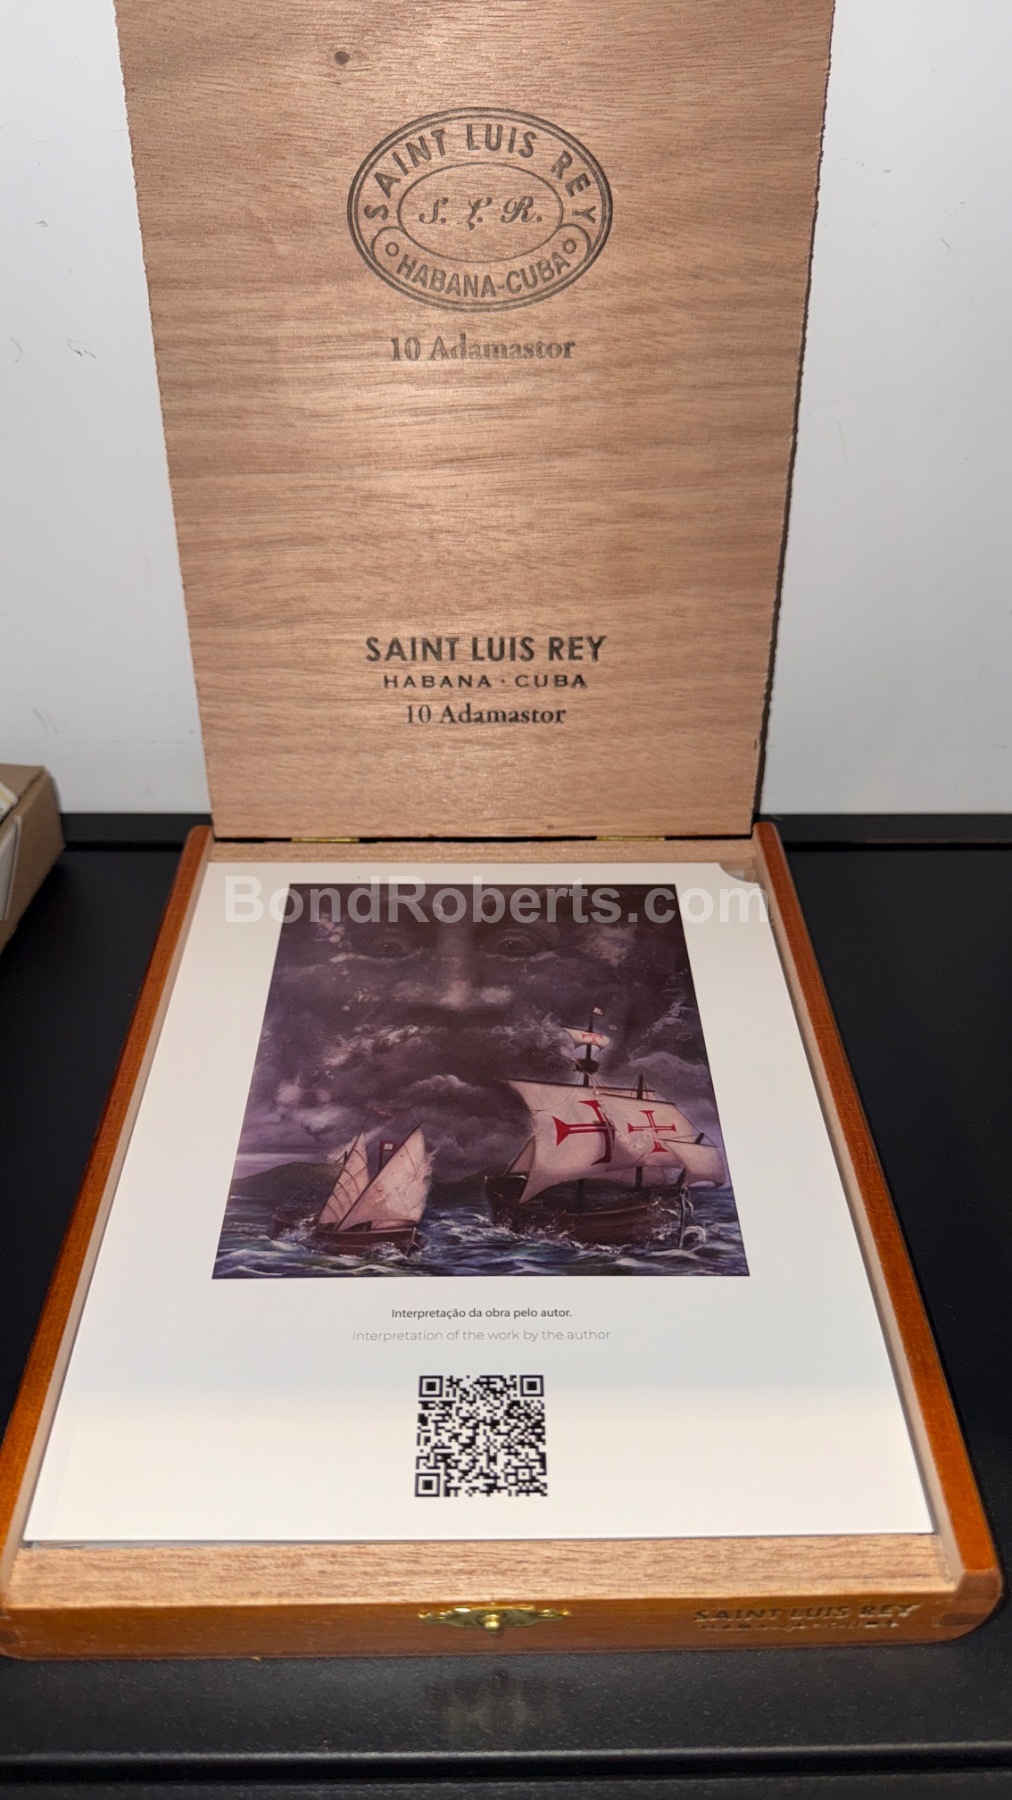 SAINT LUIS REY
S. L. R.
HABANA-CUBA
10 Adamastor
SAINT LUIS REY
HABANA · CUBA
10 Adamastor
BondRoberts.com
Interpretação da obra pelo autor.
Interpretation of the work by the author
SAINT LUIS REY